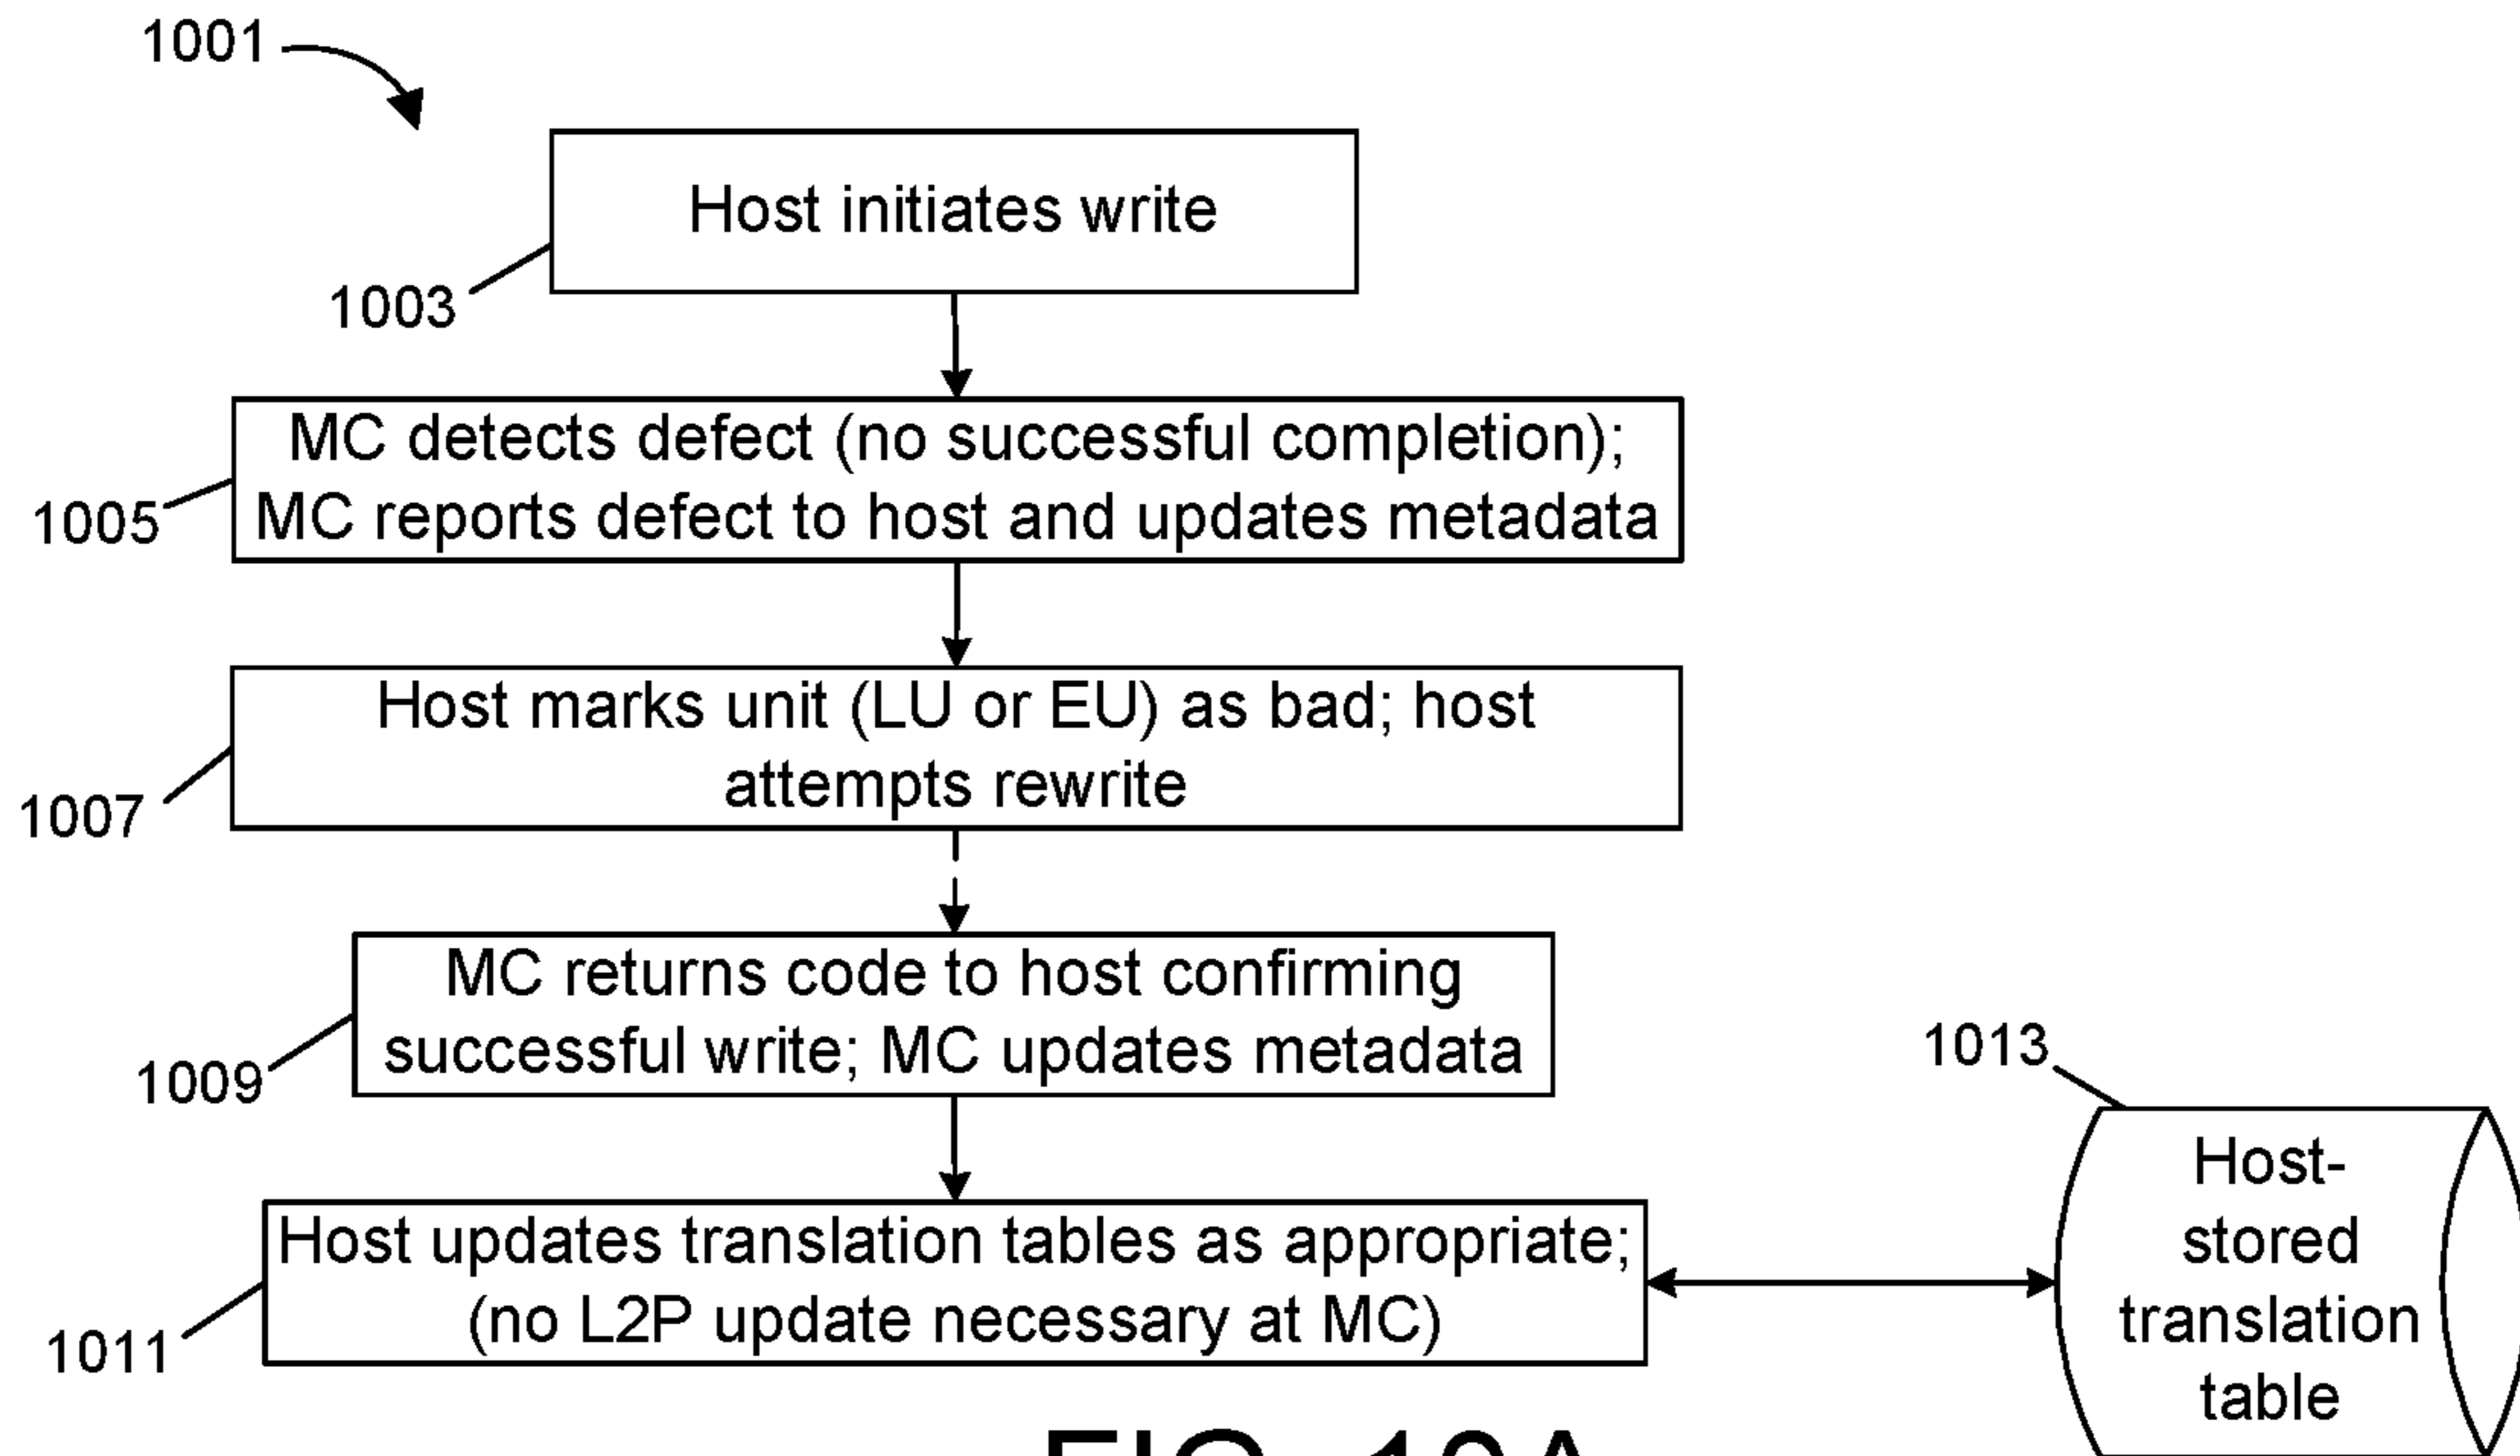 1001
Host initiates write
1003
MC detects defect (no successful completion);
MC reports defect to host and updates metadata
1005
Host marks unit (LU or EU) as bad; host
attempts rewrite
1007
MC returns code to host confirming
successful write; MC updates metadata
1009
1013
Host-
stored
translation
table
Host updates translation tables as appropriate;
(no L2P update necessary at MC)
1011
FIG. 10A